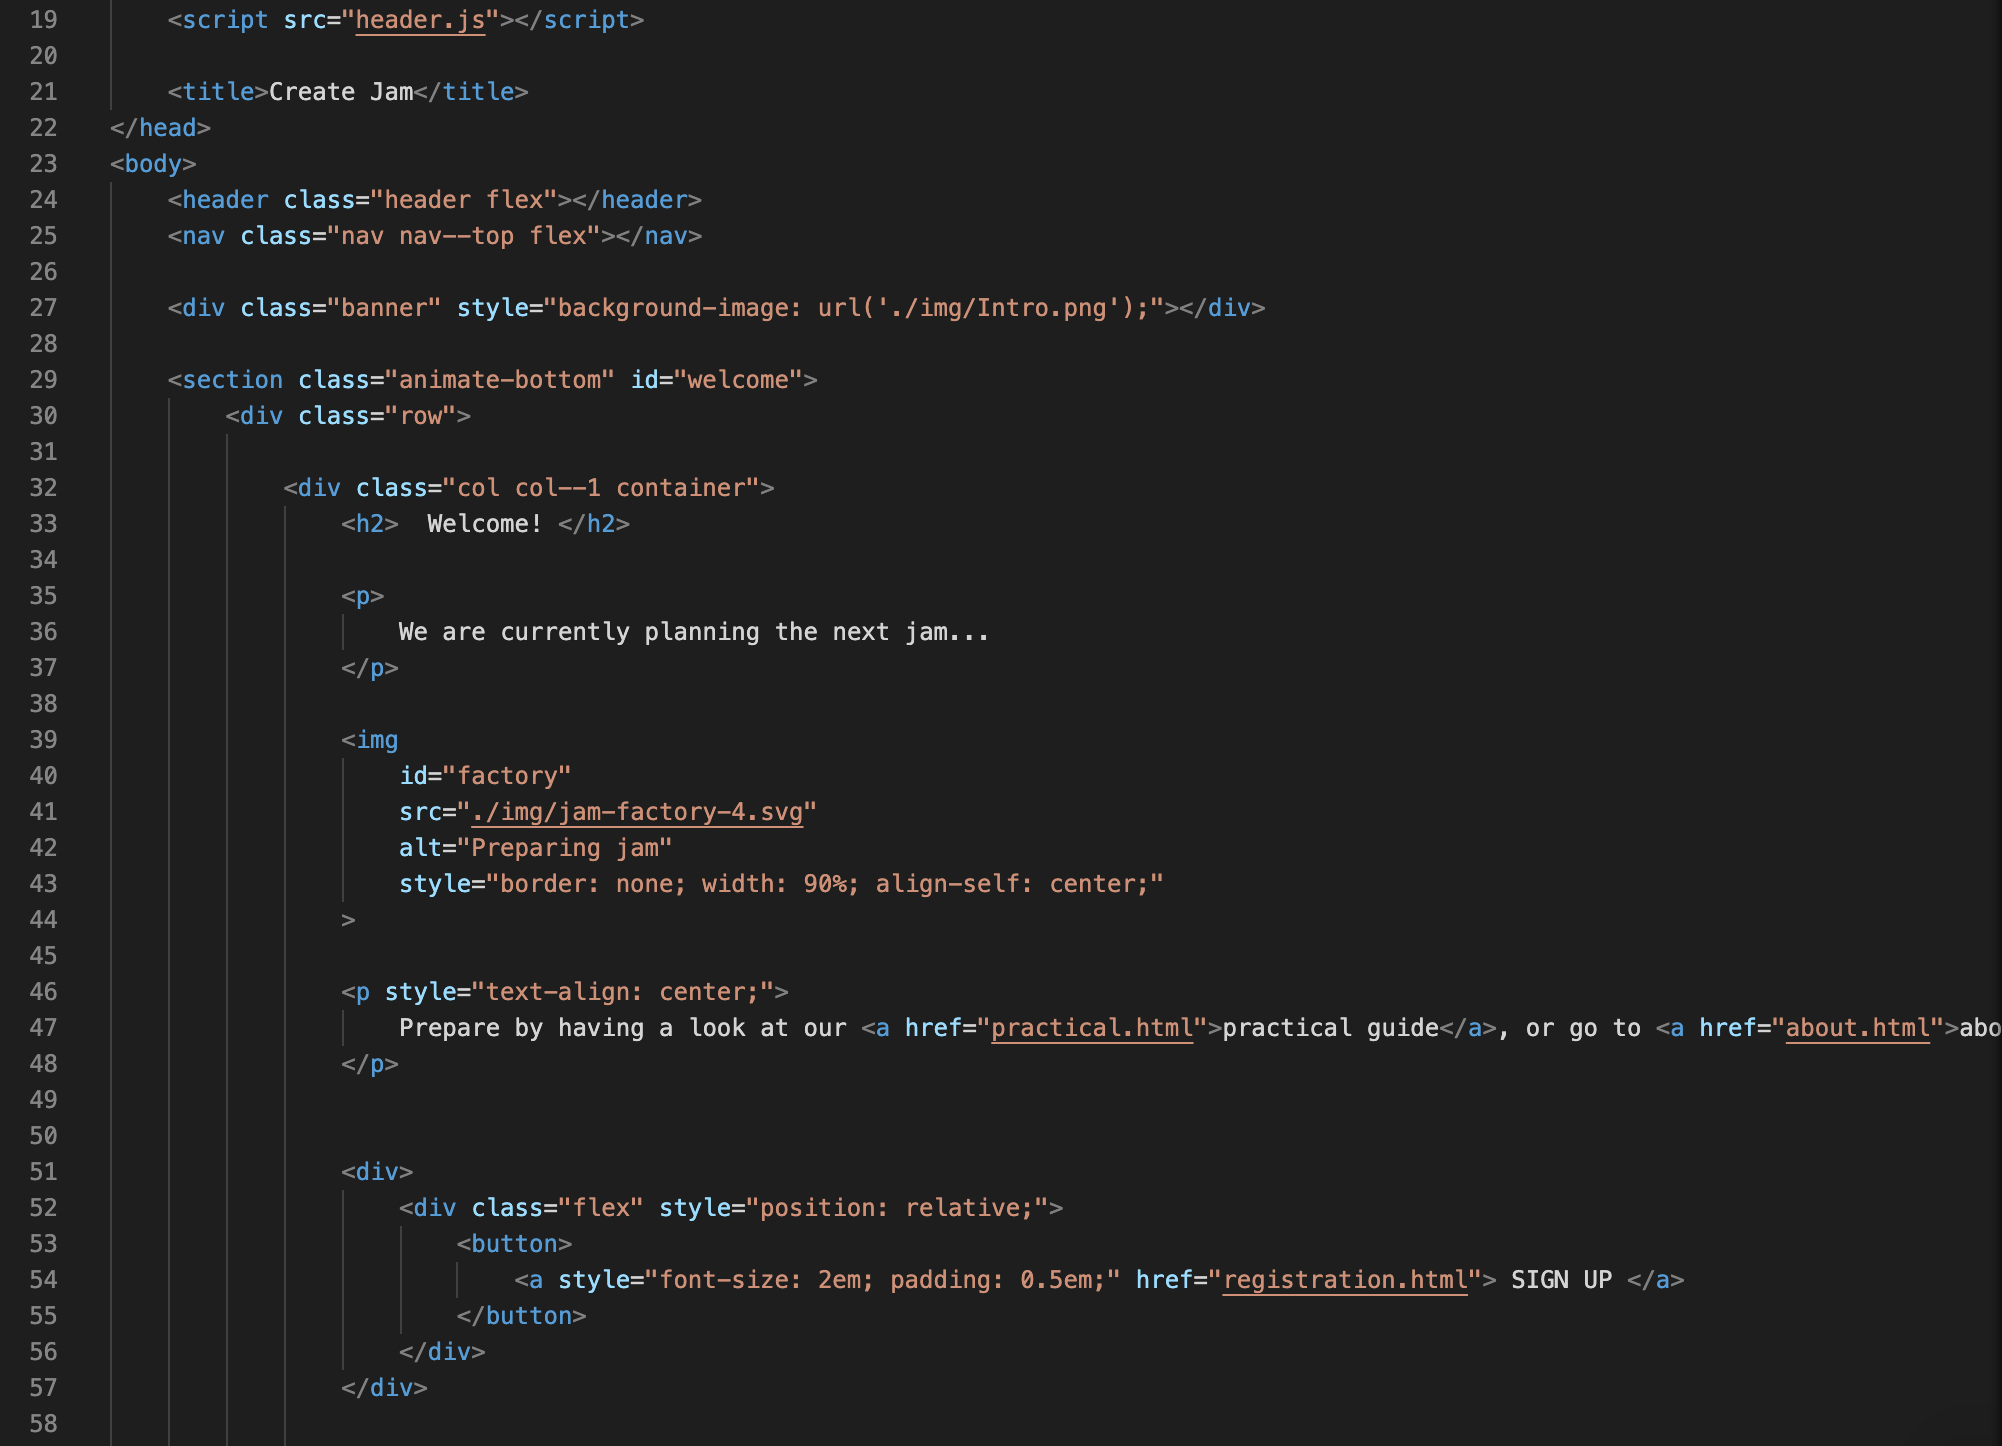 19 <script src="header.js"></script>
20
21 <title>Create Jam</title>
22 </head>
23 <body>
24 <header class="header flex"></header>
25 <nav class="nav nav--top flex"></nav>
26
27 <div class="banner" style="background-image: url('./img/Intro.png');"></div>
28
29 <section class="animate-bottom" id="welcome">
30 <div class="row">
31
32 <div class="col col--1 container">
33 <h2>  Welcome! </h2>
34
35 <p>
36 We are currently planning the next jam...
37 </p>
38
39 <img
40 id="factory"
41 src="./img/jam-factory-4.svg"
42 alt="Preparing jam"
43 style="border: none; width: 90%; align-self: center;"
44 >
45
46 <p style="text-align: center;">
47 Prepare by having a look at our <a href="practical.html">practical guide</a>, or go to <a href="about.html">abo
48 </p>
49
50
51 <div>
52 <div class="flex" style="position: relative;">
53 <button>
54 <a style="font-size: 2em; padding: 0.5em;" href="registration.html"> SIGN UP </a>
55 </button>
56 </div>
57 </div>
58